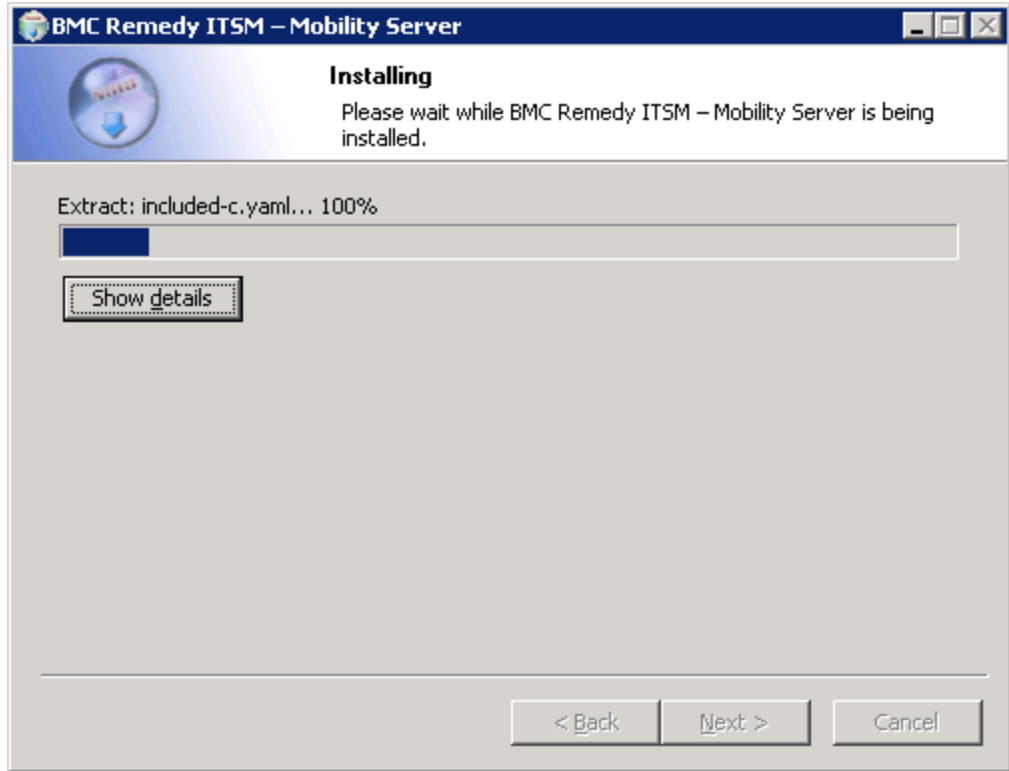 BMC Remedy ITSM – Mobility Server
Installing
Please wait while BMC Remedy ITSM – Mobility Server is being
installed.
Extract: included-c.yaml... 100%
Show details
< Back
Next >
Cancel